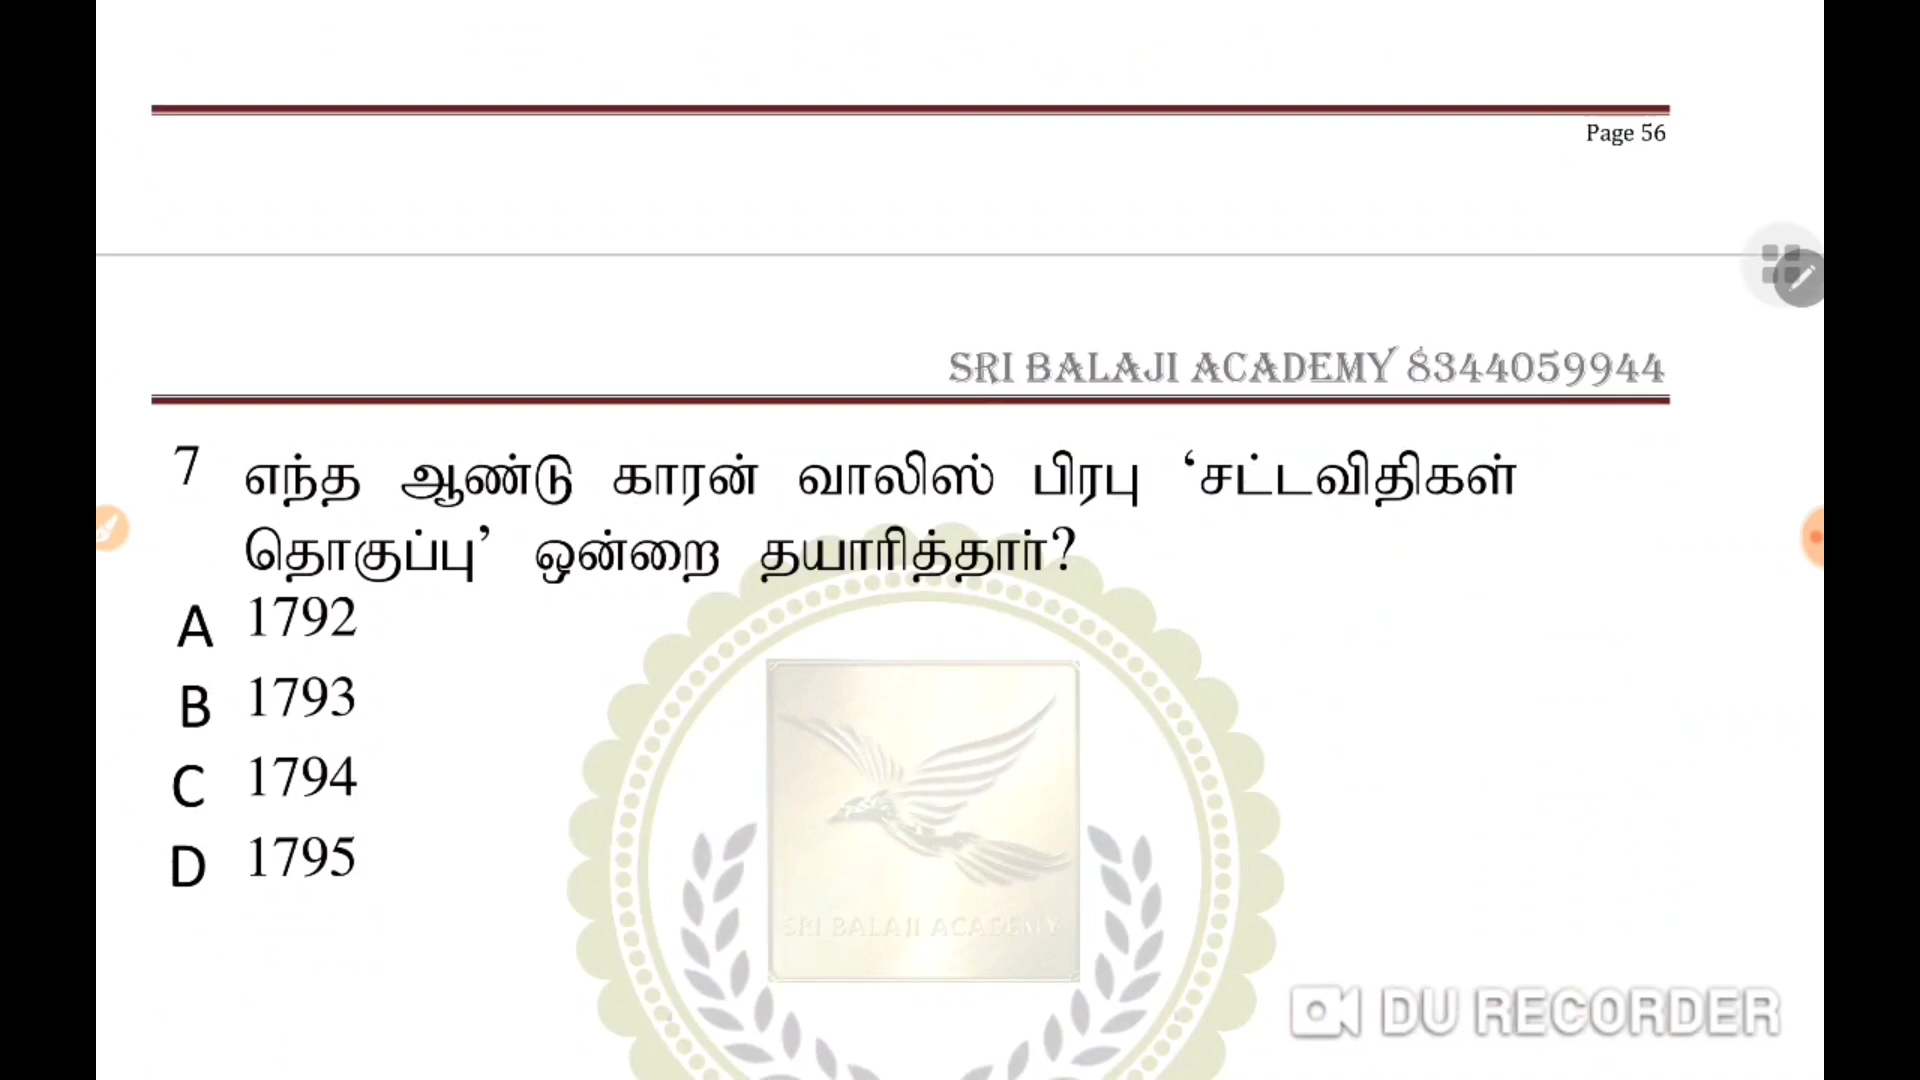 Page 56
SRI BALAJI ACADEMY 8344059944
7 எந்த ஆண்டு காரன் வாலிஸ் பிரபு ‘சட்டவிதிகள்
தொகுப்பு’ ஒன்றை தயாரித்தார்?
A 1792
B 1793
C 1794
D 1795
SRI BALAJI ACADEMY
DU RECORDER